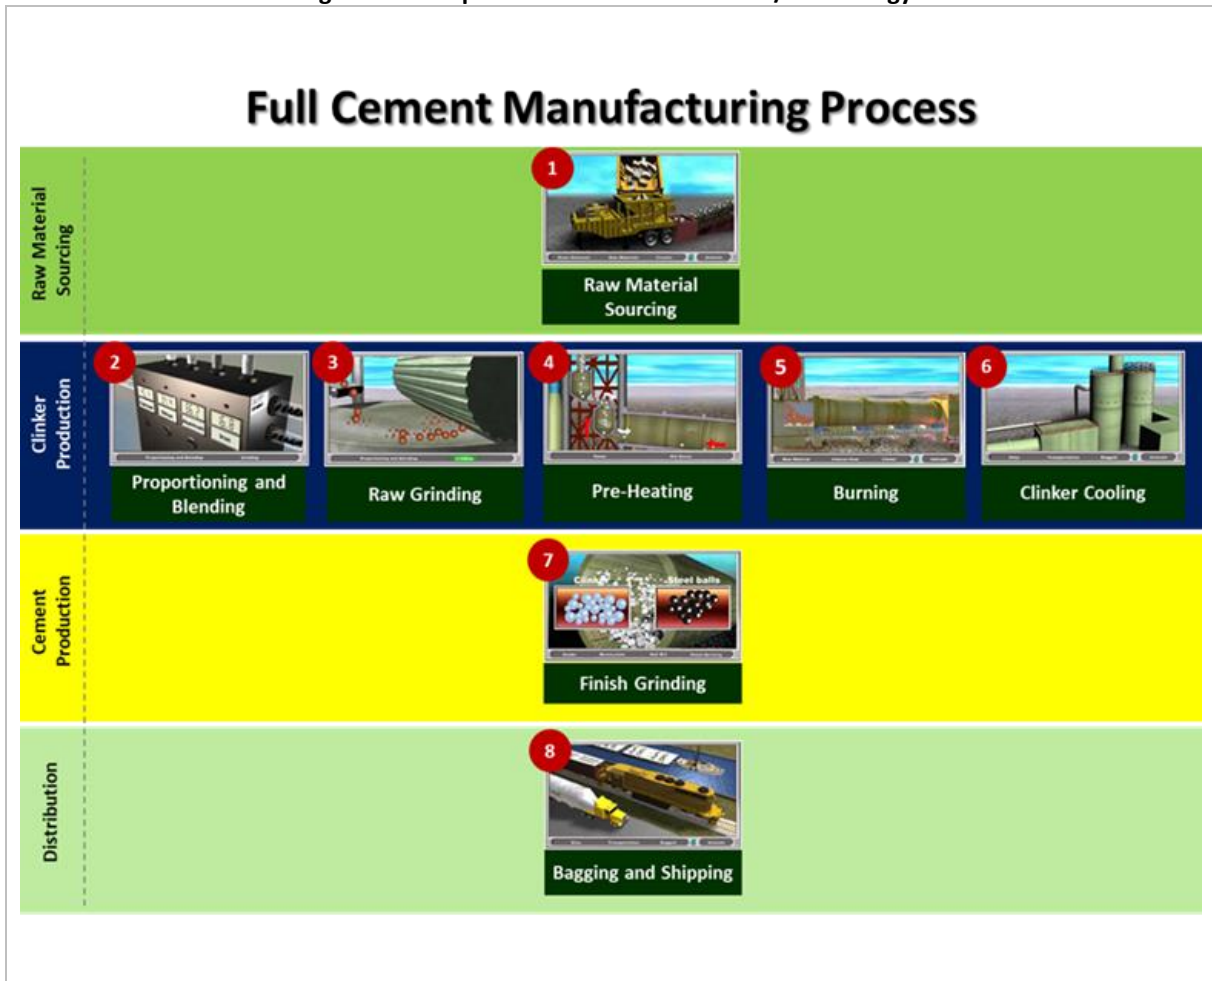 Full Cement Manufacturing Process
Raw Material
Sourcing
1
Raw Material
Sourcing
Clinker
Production
2
Proportioning and
Blending
3
Raw Grinding
4
Pre-Heating
5
Burning
6
Clinker Cooling
Cement
Production
7
Steel balls
Finish Grinding
Distribution
8
Bagging and Shipping